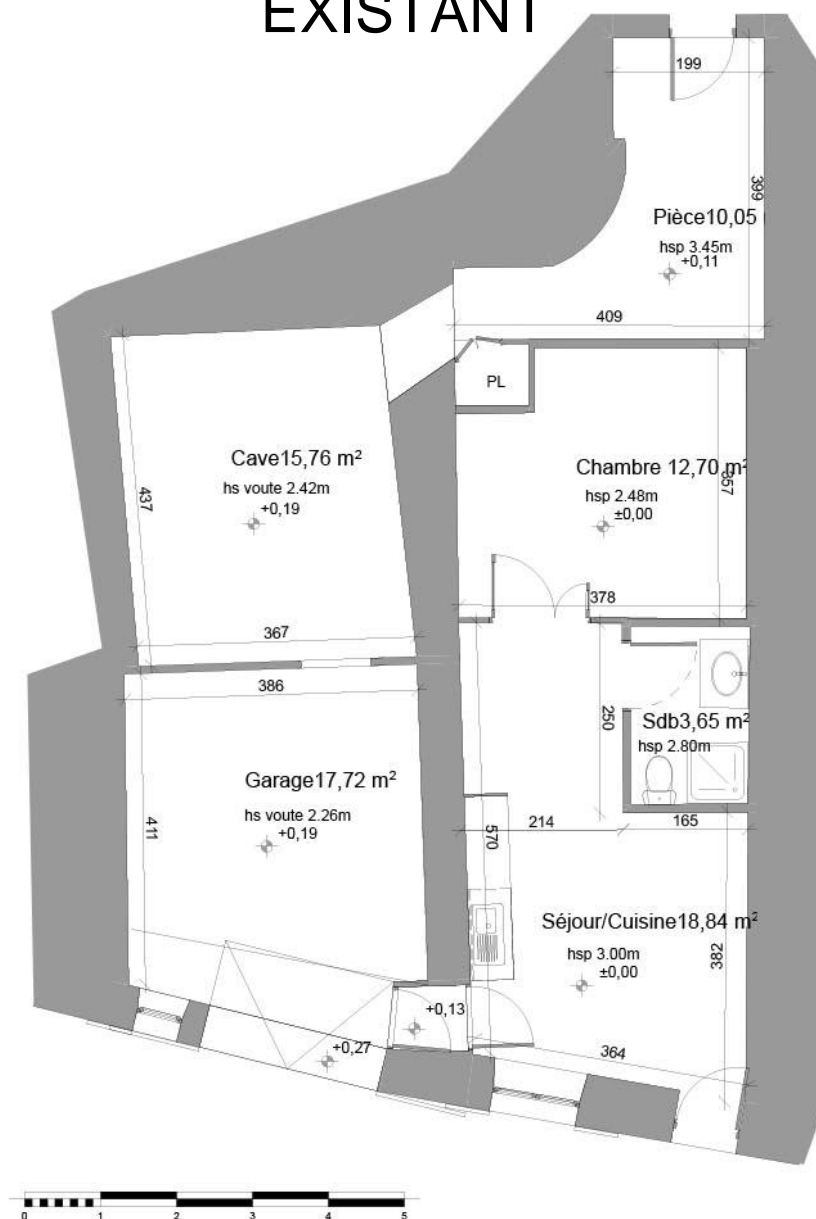 EXISTANT
199
399
Pièce10,05
hsp 3.45m
+0,11
409
PL
Cave15,76 m²
hs voute 2.42m
+0,19
437
Chambre 12,70 m²
hsp 2.48m
±0,00
357
378
367
386
250
Sdb3,65 m²
hsp 2.80m
Garage17,72 m²
hs voute 2.26m
+0,19
411
570
214
165
Séjour/Cuisine18,84 m²
hsp 3.00m
±0,00
382
+0,13
+0,27
364
0 1 2 3 4 5